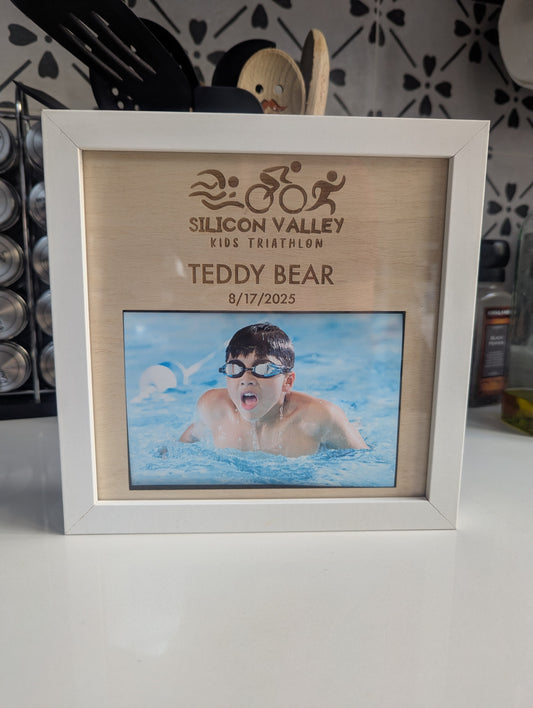 SILICON VALLEY
KIDS TRIATHLON
TEDDY BEAR
8/17/2025